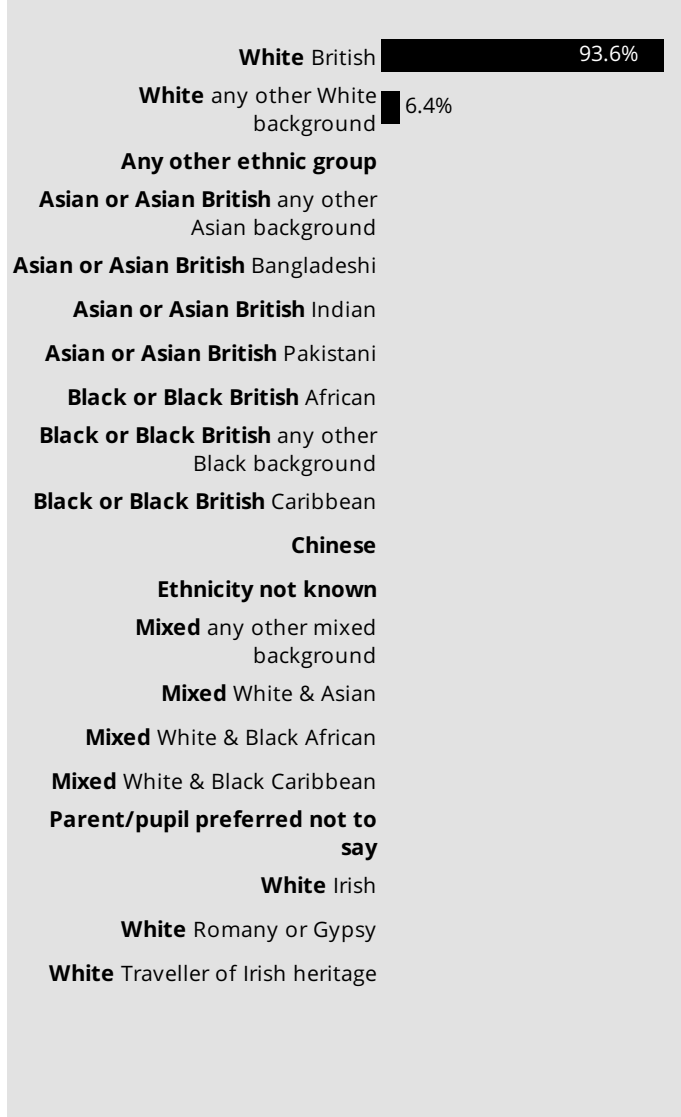 White British 93.6%
White any other White
background 6.4%
Any other ethnic group
Asian or Asian British any other
Asian background
Asian or Asian British Bangladeshi
Asian or Asian British Indian
Asian or Asian British Pakistani
Black or Black British African
Black or Black British any other
Black background
Black or Black British Caribbean
Chinese
Ethnicity not known
Mixed any other mixed
background
Mixed White & Asian
Mixed White & Black African
Mixed White & Black Caribbean
Parent/pupil preferred not to
say
White Irish
White Romany or Gypsy
White Traveller of Irish heritage